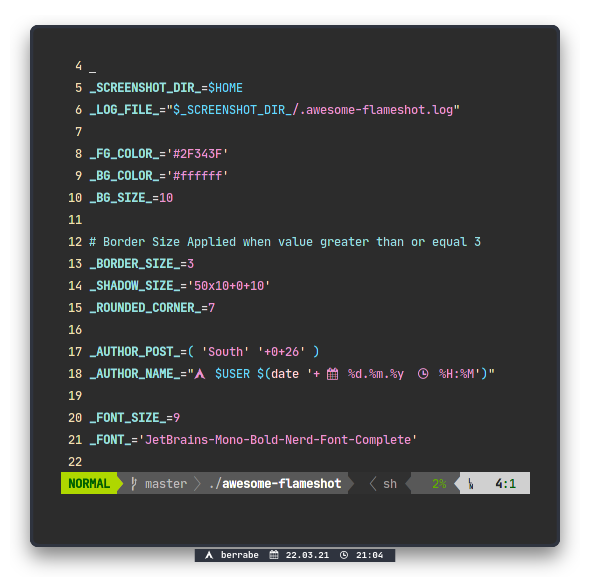 4 _
5 _SCREENSHOT_DIR_=$HOME
6 _LOG_FILE_="$_SCREENSHOT_DIR_/.awesome-flameshot.log"
7
8 _FG_COLOR_='#2F343F'
9 _BG_COLOR_='#ffffff'
10 _BG_SIZE_=10
11
12 # Border Size Applied when value greater than or equal 3
13 _BORDER_SIZE_=3
14 _SHADOW_SIZE_='50x10+0+10'
15 _ROUNDED_CORNER_=7
16
17 _AUTHOR_POST_=( 'South' '+0+26' )
18 _AUTHOR_NAME_=" $USER $(date '+ %d.%m.%y %H:%M')"
19
20 _FONT_SIZE_=9
21 _FONT_='JetBrains-Mono-Bold-Nerd-Font-Complete'
22
NORMAL master ./awesome-flameshot sh 2% 4:1
berrabe 22.03.21 21:04